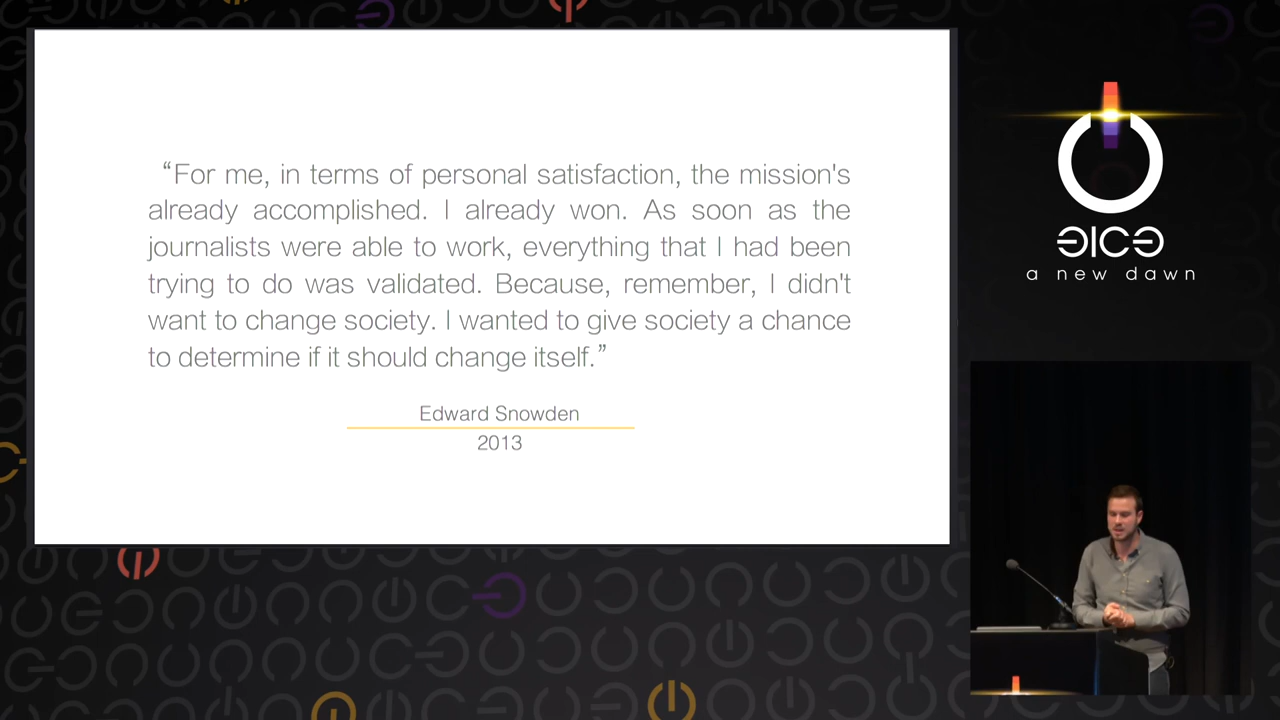 “For me, in terms of personal satisfaction, the mission's
already accomplished. I already won. As soon as the
journalists were able to work, everything that I had been
trying to do was validated. Because, remember, I didn't
want to change society. I wanted to give society a chance
to determine if it should change itself.”
Edward Snowden
2013
a new dawn